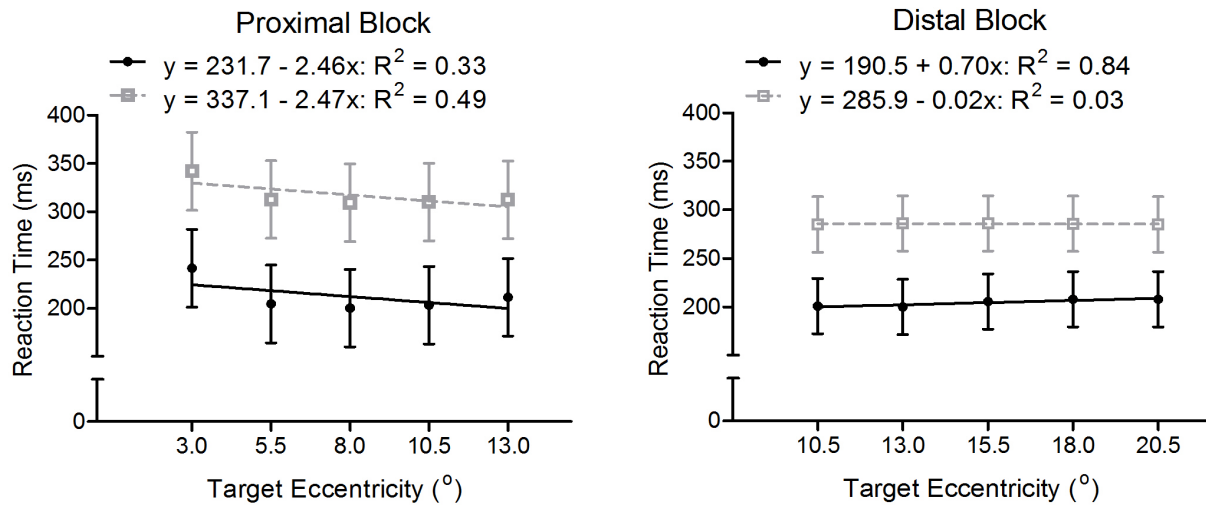 Proximal Block
y = 231.7 - 2.46x: R² = 0.33
y = 337.1 - 2.47x: R² = 0.49
400
350
300
250
200
0
Reaction Time (ms)
3.0 5.5 8.0 10.5 13.0
Target Eccentricity (°)
Distal Block
y = 190.5 + 0.70x: R² = 0.84
y = 285.9 - 0.02x: R² = 0.03
400
350
300
250
200
0
Reaction Time (ms)
10.5 13.0 15.5 18.0 20.5
Target Eccentricity (°)